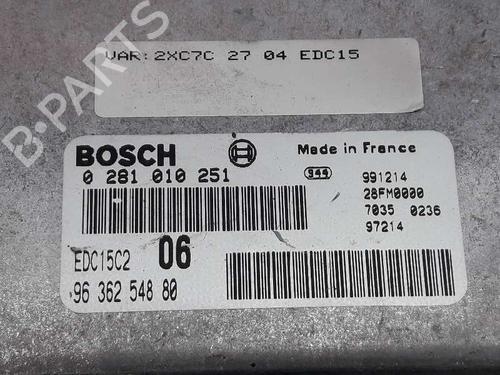 VAR:2XC7C 27 04 EDC15
BOSCH
Made in France
0 281 010 251
944
991214
28FM0000
7035 0236
97214
EDC15C2 06
96 362 548 80
B-PARTS